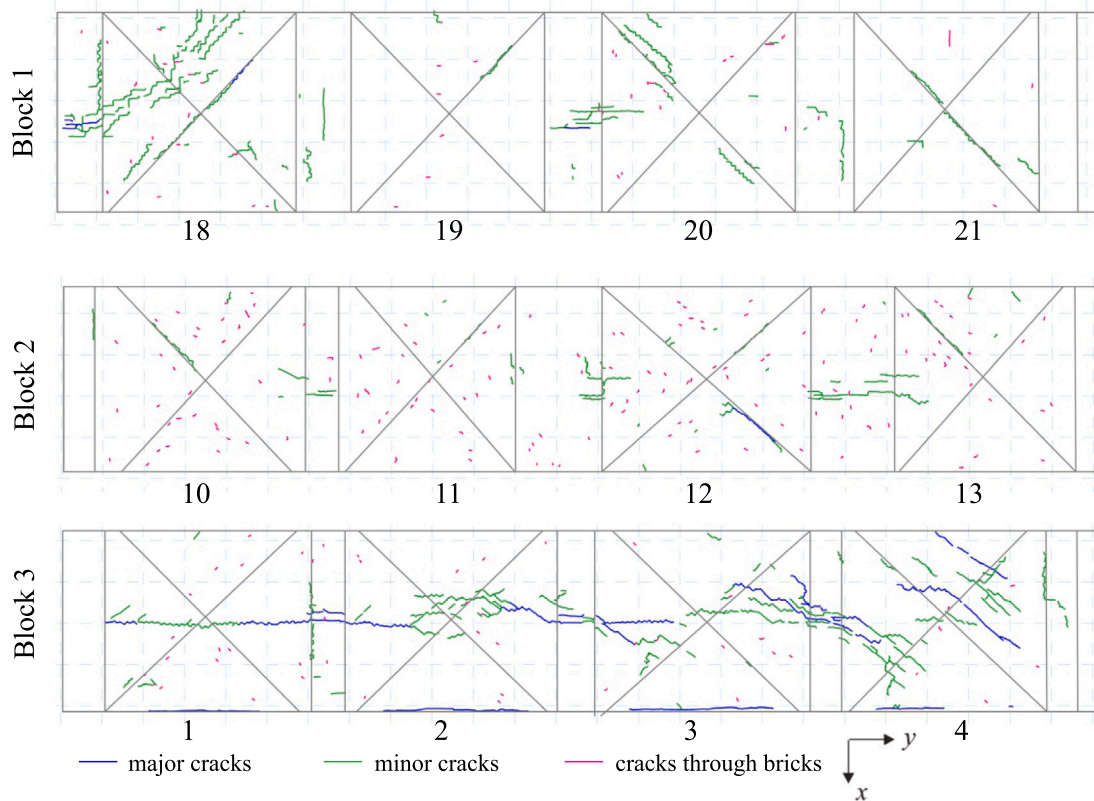 Block 1
18 19 20 21
Block 2
10 11 12 13
Block 3
1 2 3 4
y
x
major cracks minor cracks cracks through bricks